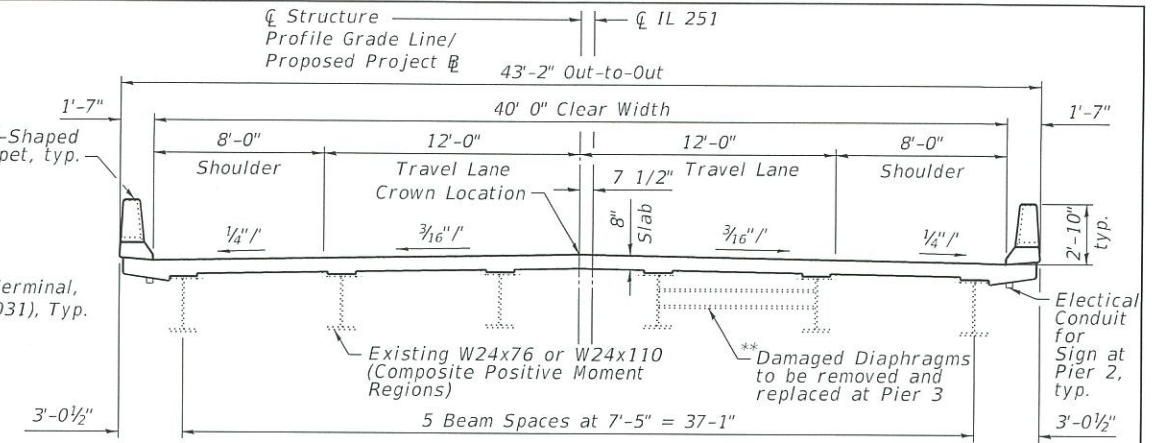 ℄ Structure
Profile Grade Line/
Proposed Project ⅊
℄ IL 251
43'-2" Out-to-Out
1'-7"
40' 0" Clear Width
1'-7"
-Shaped
pet, typ.
8'-0"
Shoulder
12'-0"
Travel Lane
12'-0"
Travel Lane
8'-0"
Shoulder
Crown Location
7 1/2"
8"
Slab
1/4"/'
3/16"/'
3/16"/'
1/4"/'
2'-10"
typ.
erminal,
031), Typ.
Existing W24x76 or W24x110
(Composite Positive Moment
Regions)
**Damaged Diaphragms
to be removed and
replaced at Pier 3
Electical
Conduit
for
Sign at
Pier 2,
typ.
3'-0½"
5 Beam Spaces at 7'-5" = 37-1"
3'-0½"